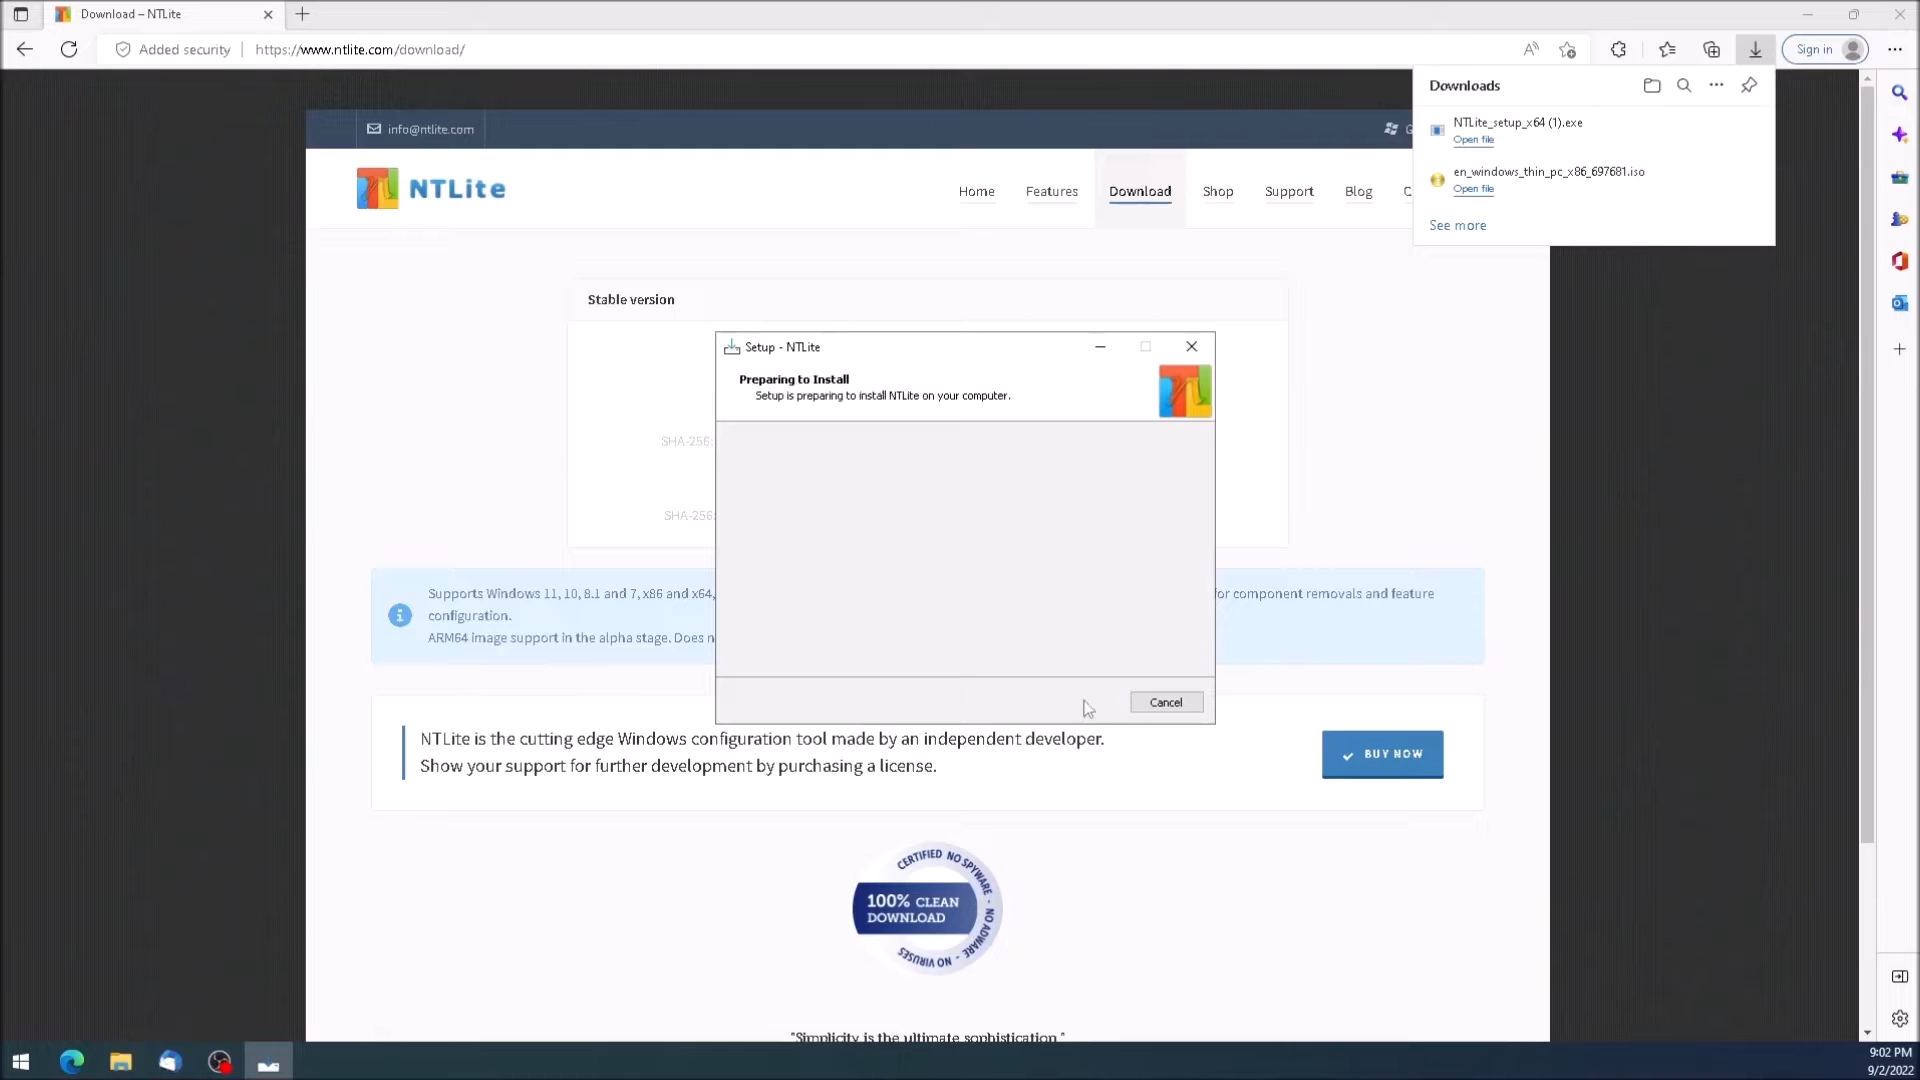 Download – NTLite
Added security
https://www.ntlite.com/download/
Sign in
Downloads
NTLite_setup_x64 (1).exe
Open file
en_windows_thin_pc_x86_697681.iso
Open file
See more
info@ntlite.com
G
NTLite
Home
Features
Download
Shop
Support
Blog
C
Stable version
Setup - NTLite
Preparing to Install
Setup is preparing to install NTLite on your computer.
SHA-256:
SHA-256:
Cancel
Supports Windows 11, 10, 8.1 and 7, x86 and x64,
for component removals and feature
configuration.
ARM64 image support in the alpha stage. Does n
NTLite is the cutting edge Windows configuration tool made by an independent developer.
Show your support for further development by purchasing a license.
BUY NOW
CERTIFIED NO SPYWARE - NO ADWARE - NO VIRUSES
100% CLEAN
DOWNLOAD
"Simplicity is the ultimate sophistication."
9:02 PM
9/2/2022